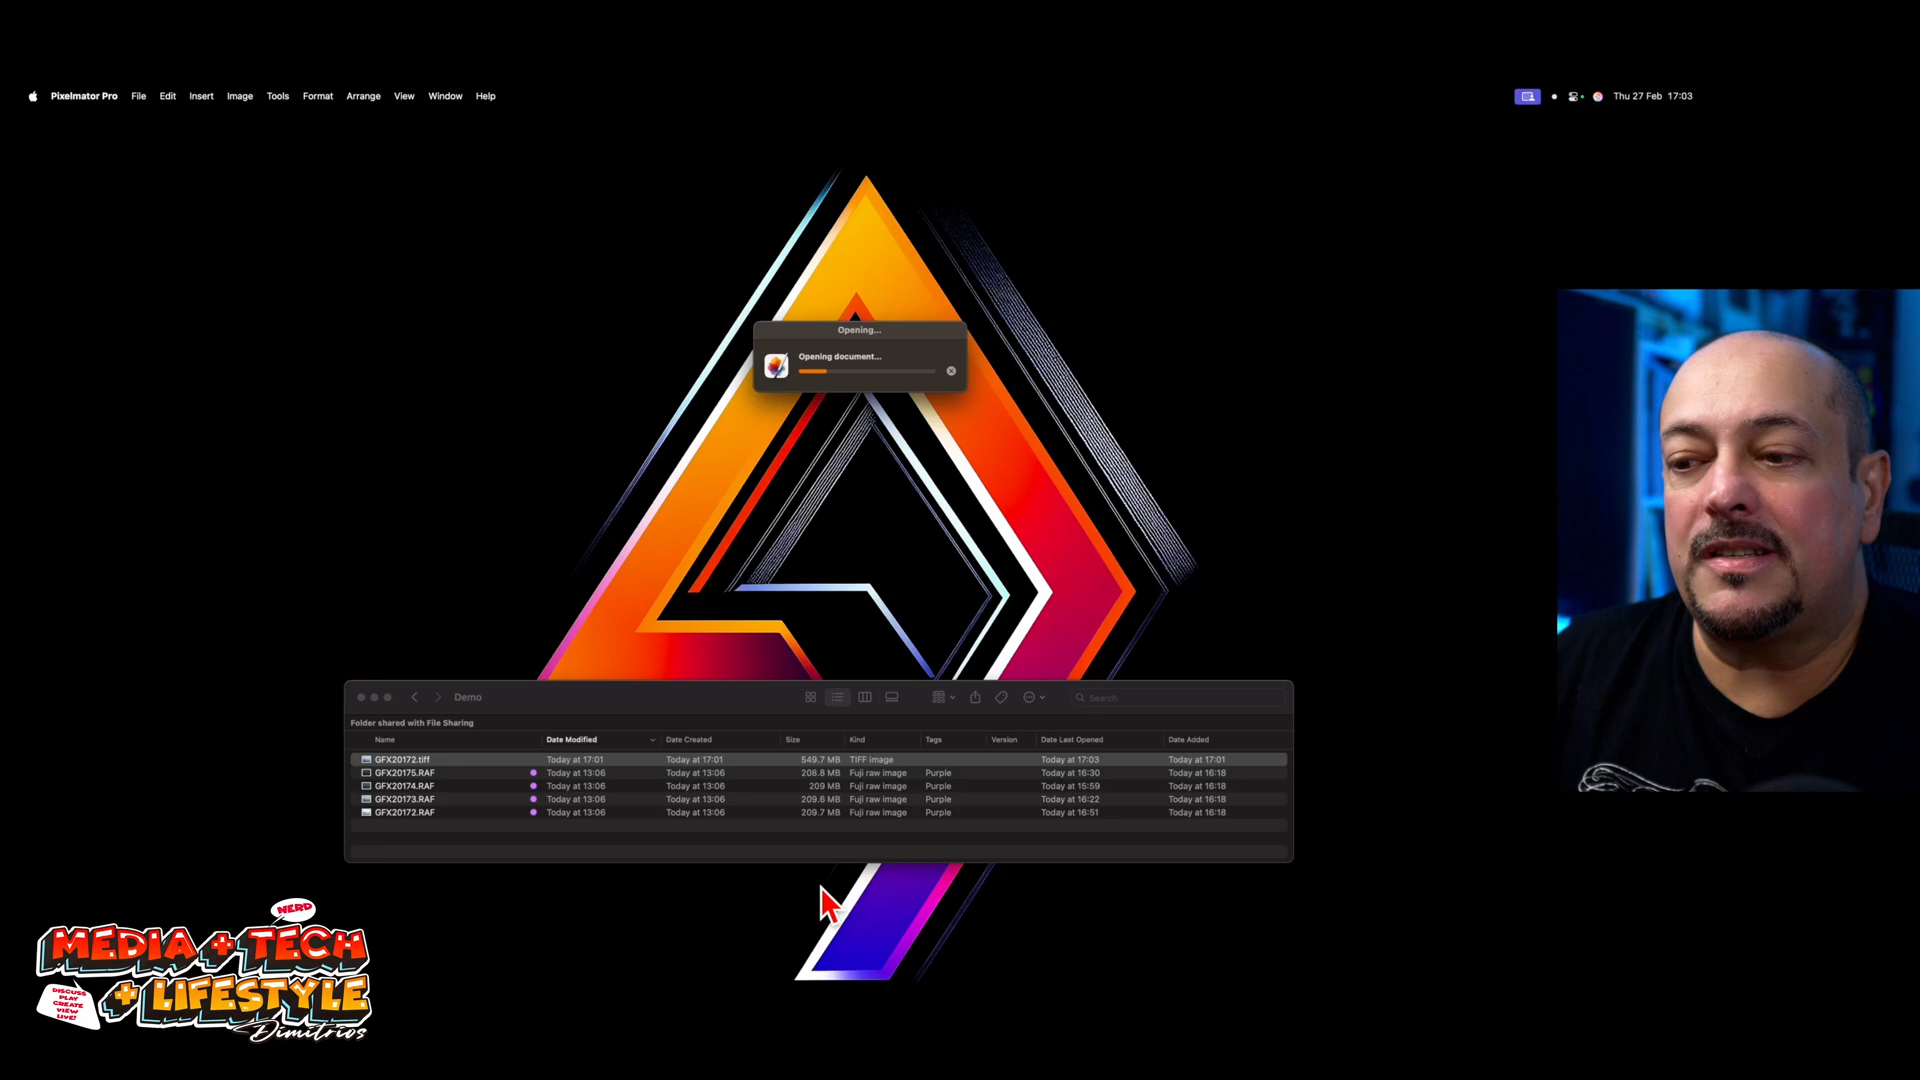 Pixelmator Pro File Edit Insert Image Tools Format Arrange View Window Help Thu 27 Feb 17:03
Opening...
Opening document...
Demo Search
Folder shared with File Sharing
Name Date Modified Date Created Size Kind Tags Version Date Last Opened Date Added
GFX20172.tiff Today at 17:01 Today at 17:01 549.7 MB TIFF image Today at 17:03 Today at 17:01
GFX20175.RAF Today at 13:06 Today at 13:06 208.8 MB Fuji raw image Purple Today at 16:30 Today at 16:18
GFX20174.RAF Today at 13:06 Today at 13:06 209 MB Fuji raw image Purple Today at 15:59 Today at 16:18
GFX20173.RAF Today at 13:06 Today at 13:06 209.6 MB Fuji raw image Purple Today at 16:22 Today at 16:18
GFX20172.RAF Today at 13:06 Today at 13:06 209.7 MB Fuji raw image Purple Today at 16:51 Today at 16:18
NERD
MEDIA + TECH
+ LIFESTYLE
DISCUSS
PLAY
CREATE
VIEW
LIVE!
Dimitrios